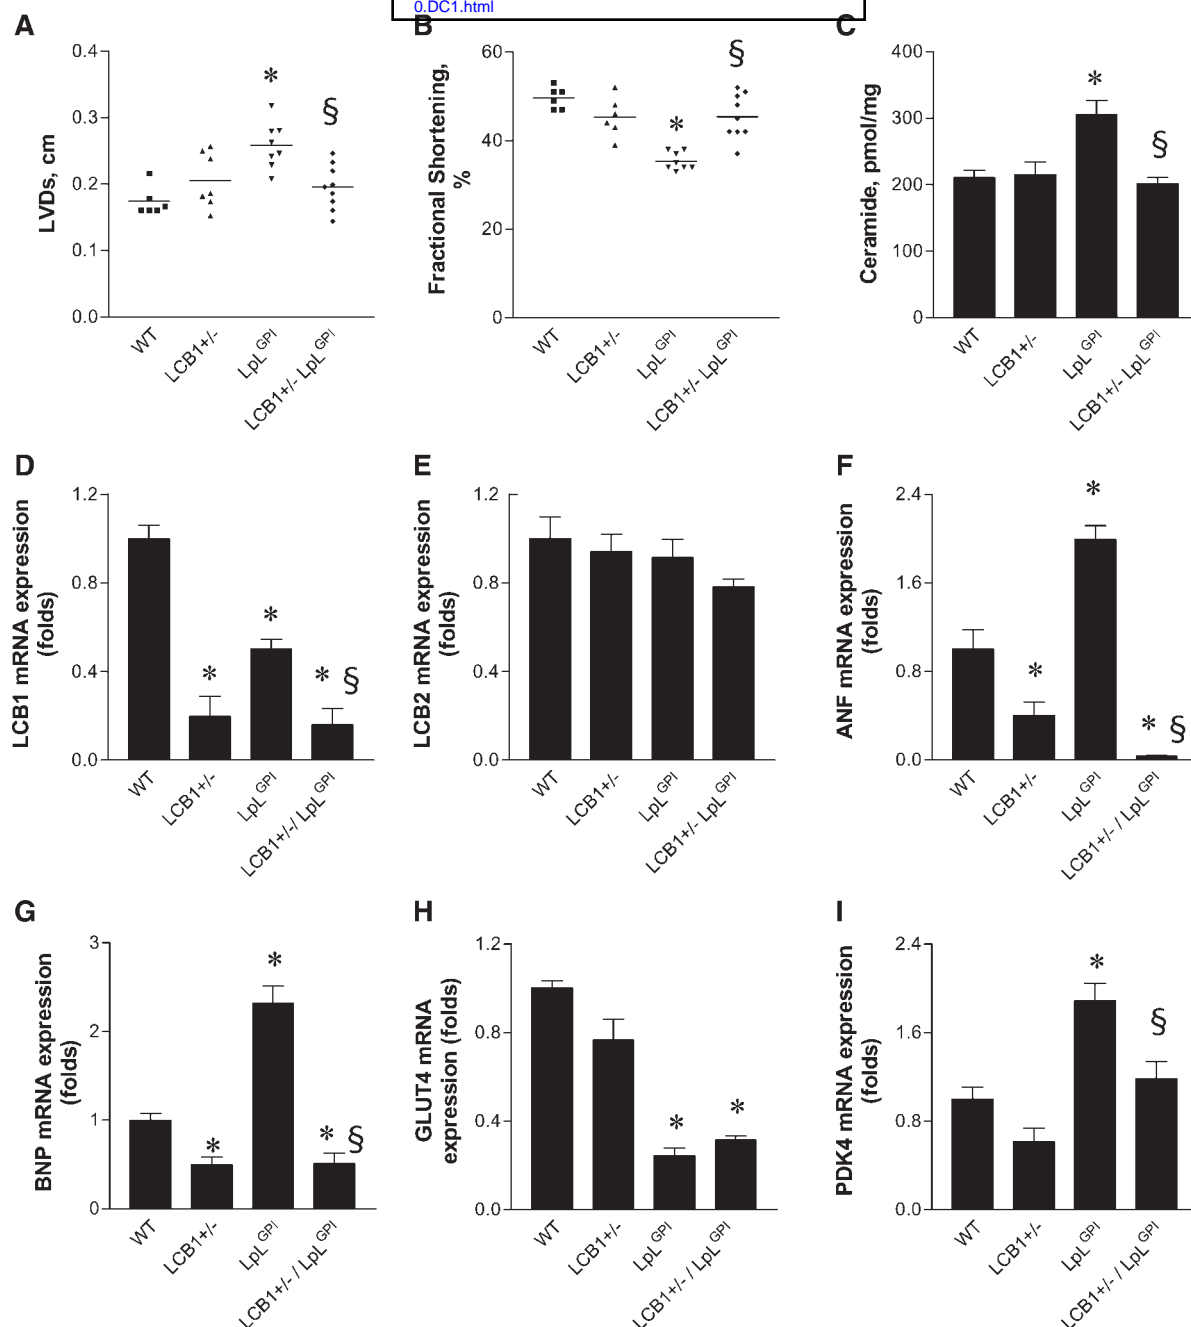 0.DC1.html
A
LVDs, cm
0.4
0.3
0.2
0.1
0.0
*
§
WT
LCB1+/-
LpL GPI
LCB1+/- LpL GPI
B
Fractional Shortening,
%
60
40
20
0
*
§
WT
LCB1+/-
LpL GPI
LCB1+/- LpL GPI
C
Ceramide, pmol/mg
400
300
200
100
0
*
§
WT
LCB1+/-
LpL GPI
LCB1+/- LpL GPI
D
LCB1 mRNA expression
(folds)
1.2
0.8
0.4
0.0
*
*
* §
WT
LCB1+/-
LpL GPI
LCB1+/-/ LpL GPI
E
LCB2 mRNA expression
(folds)
1.2
0.8
0.4
0.0
WT
LCB1+/-
LpL GPI
LCB1+/- LpL GPI
F
ANF mRNA expression
(folds)
2.4
1.6
0.8
0.0
*
*
* §
WT
LCB1+/-
LpL GPI
LCB1+/- / LpL GPI
G
BNP mRNA expression
(folds)
3
2
1
0
*
*
* §
WT
LCB1+/-
LpL GPI
LCB1+/- / LpL GPI
H
GLUT4 mRNA
expression (folds)
1.2
0.8
0.4
0.0
*
*
WT
LCB1+/-
LpL GPI
LCB1+/- / LpL GPI
I
PDK4 mRNA expression
(folds)
2.4
1.6
0.8
0.0
*
§
WT
LCB1+/-
LpL GPI
LCB1+/- / LpL GPI